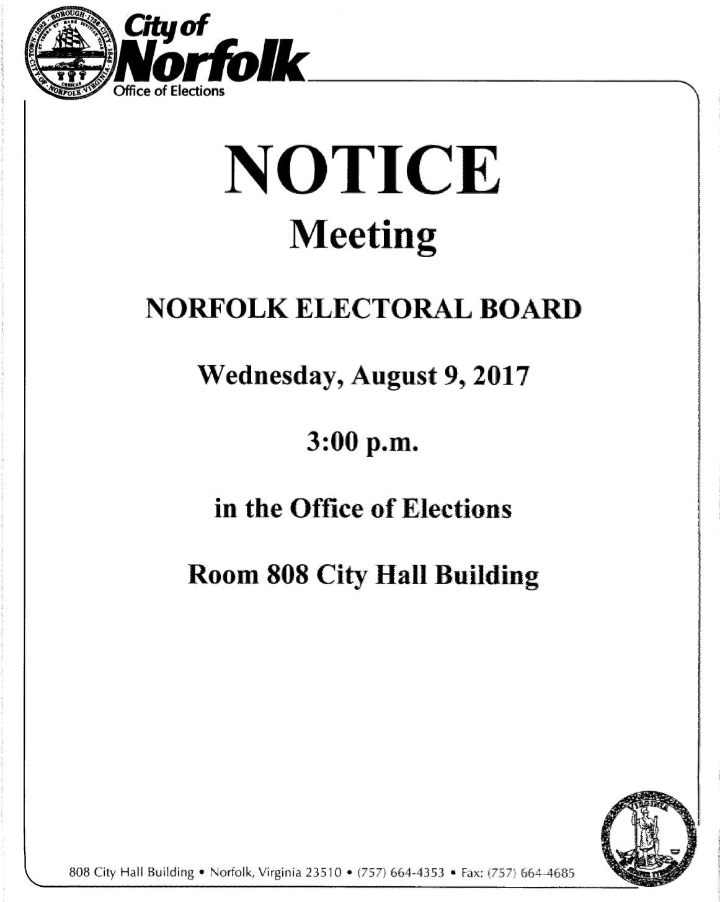 City of
Norfolk
Office of Elections
NOTICE
Meeting
NORFOLK ELECTORAL BOARD
Wednesday, August 9, 2017
3:00 p.m.
in the Office of Elections
Room 808 City Hall Building
VIRGINIA
808 City Hall Building • Norfolk, Virginia 23510 • (757) 664-4353 • Fax: (757) 664-4685